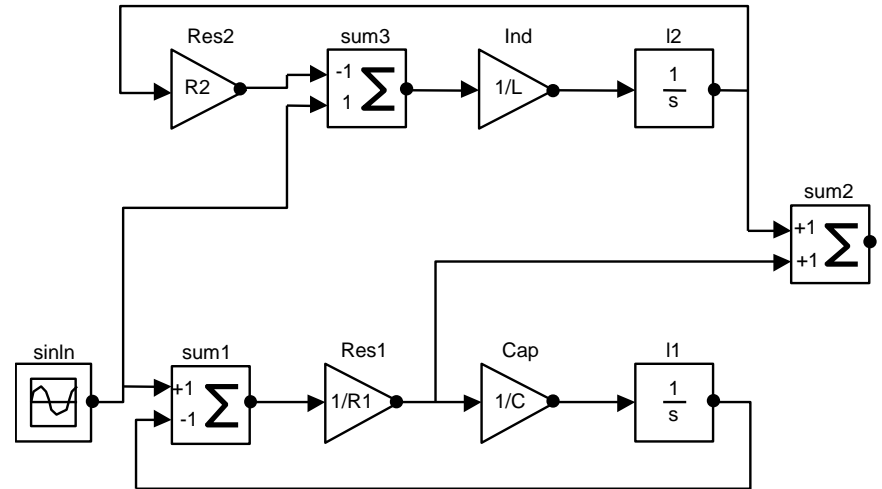 Res2
sum3
Ind
I2
R2
-1
1
Σ
1/L
1
s
sum2
+1
+1
Σ
sinIn
sum1
Res1
Cap
I1
+1
-1
Σ
1/R1
1/C
1
s